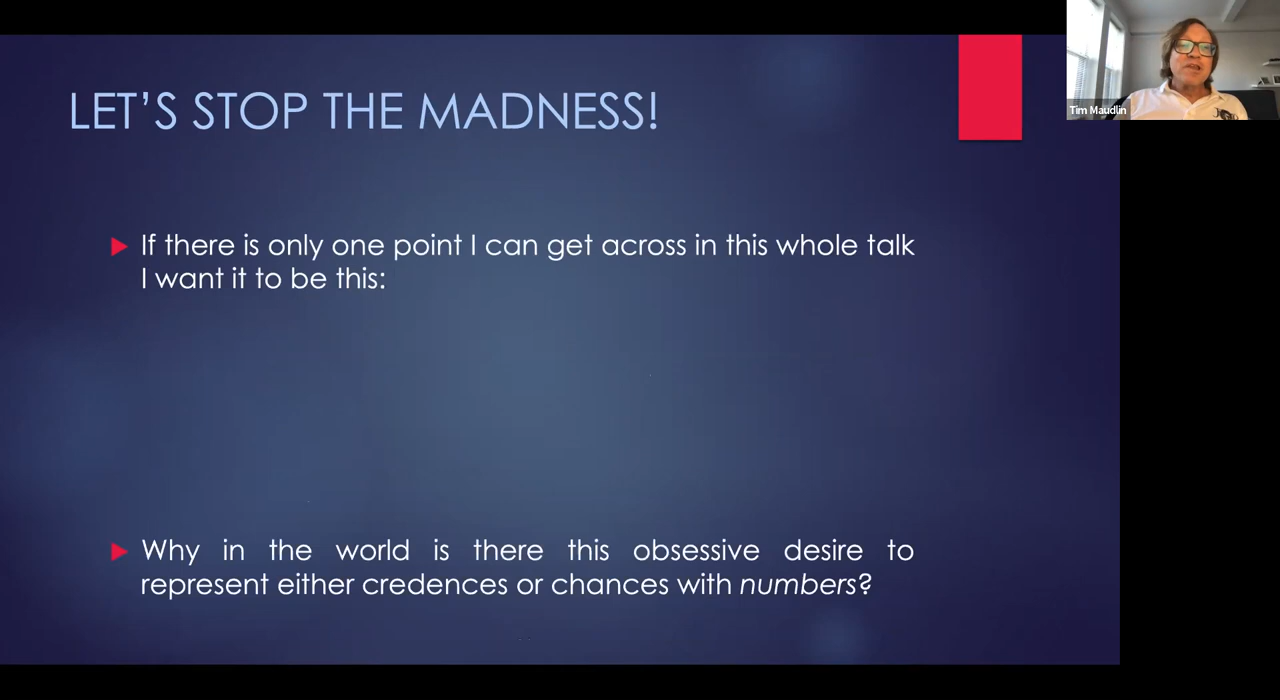 LET'S STOP THE MADNESS!
If there is only one point I can get across in this whole talk
I want it to be this:
Why in the world is there this obsessive desire to
represent either credences or chances with numbers?
Tim Maudlin